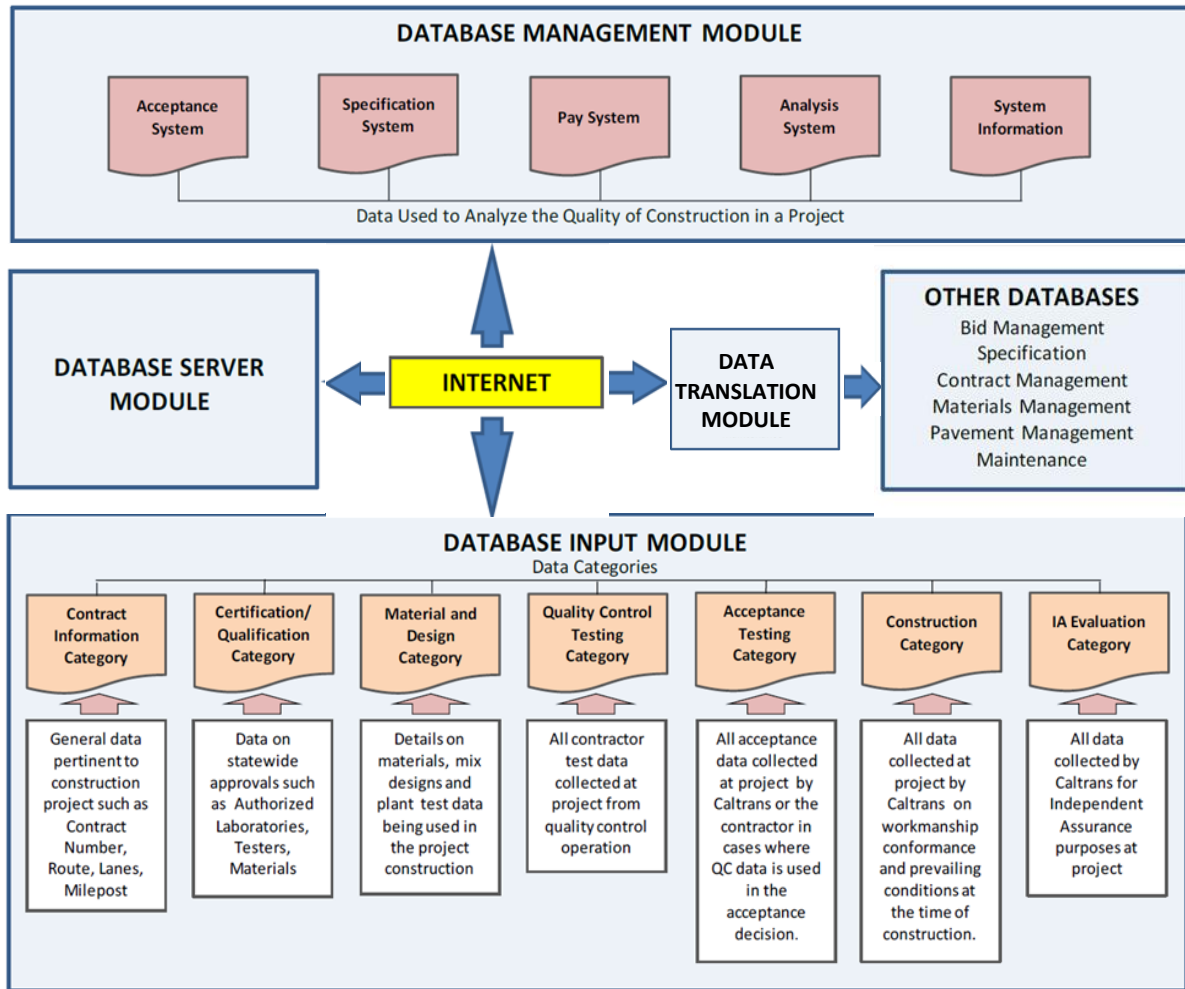 DATABASE MANAGEMENT MODULE
Acceptance
System
Specification
System
Pay System
Analysis
System
System
Information
Data Used to Analyze the Quality of Construction in a Project
DATABASE SERVER
MODULE
INTERNET
DATA
TRANSLATION
MODULE
OTHER DATABASES
Bid Management
Specification
Contract Management
Materials Management
Pavement Management
Maintenance
DATABASE INPUT MODULE
Data Categories
Contract
Information
Category
Certification/
Qualification
Category
Material and
Design
Category
Quality Control
Testing
Category
Acceptance
Testing
Category
Construction
Category
IA Evaluation
Category
General data
pertinent to
construction
project such as
Contract
Number,
Route, Lanes,
Milepost
Data on
statewide
approvals such
as Authorized
Laboratories,
Testers,
Materials
Details on
materials, mix
designs and
plant test data
being used in
the project
construction
All contractor
test data
collected at
project from
quality control
operation
All acceptance
data collected
at project by
Caltrans or the
contractor in
cases where
QC data is used
in the
acceptance
decision.
All data
collected at
project by
Caltrans on
workmanship
conformance
and prevailing
conditions at
the time of
construction.
All data
collected by
Caltrans for
Independent
Assurance
purposes at
project